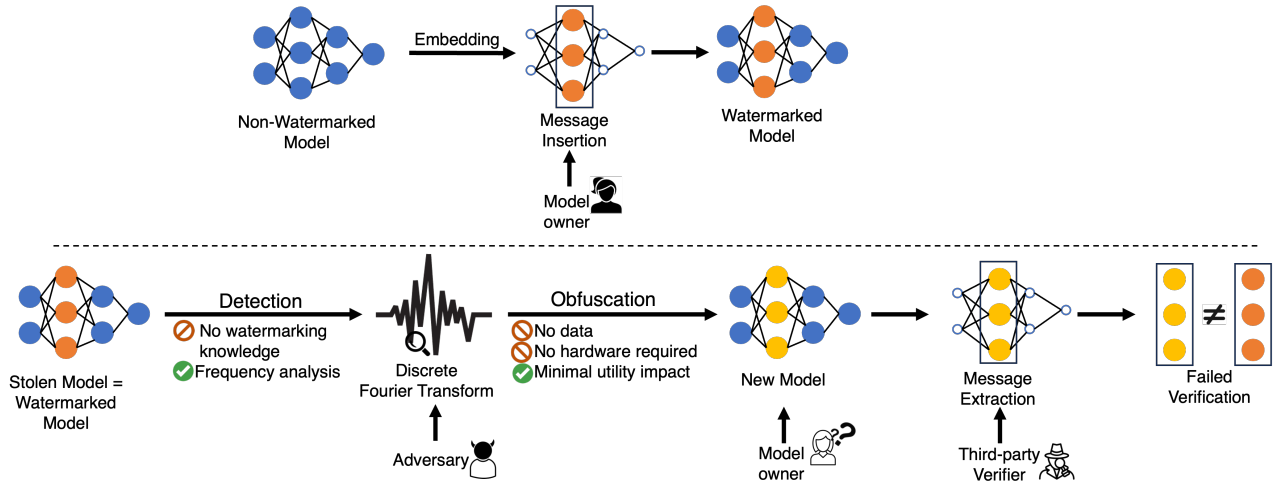 Embedding
Non-Watermarked
Model
Message
Insertion
Watermarked
Model
Model
owner
Detection
No watermarking
knowledge
Frequency analysis
Obfuscation
No data
No hardware required
Minimal utility impact
Stolen Model =
Watermarked
Model
Discrete
Fourier Transform
New Model
Message
Extraction
≠
Failed
Verification
Adversary
Model
owner
??
Third-party
Verifier